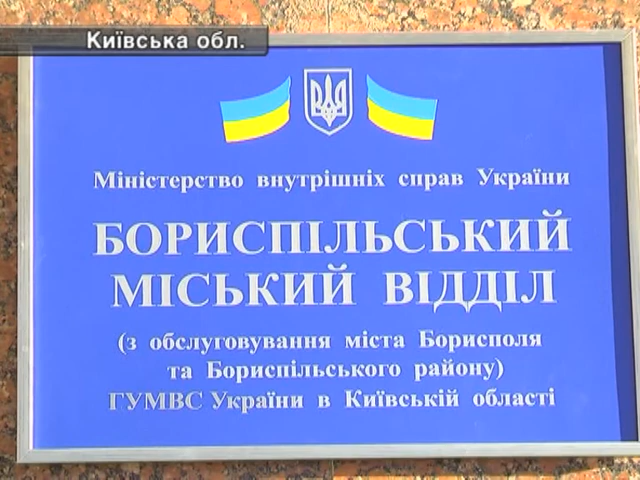 Київська обл.
Міністерство внутрішніх справ України
БОРИСПІЛЬСЬКИЙ
МІСЬКИЙ ВІДДІЛ
(з обслуговування міста Борисполя
та Бориспільського району)
ГУМВС України в Київській області